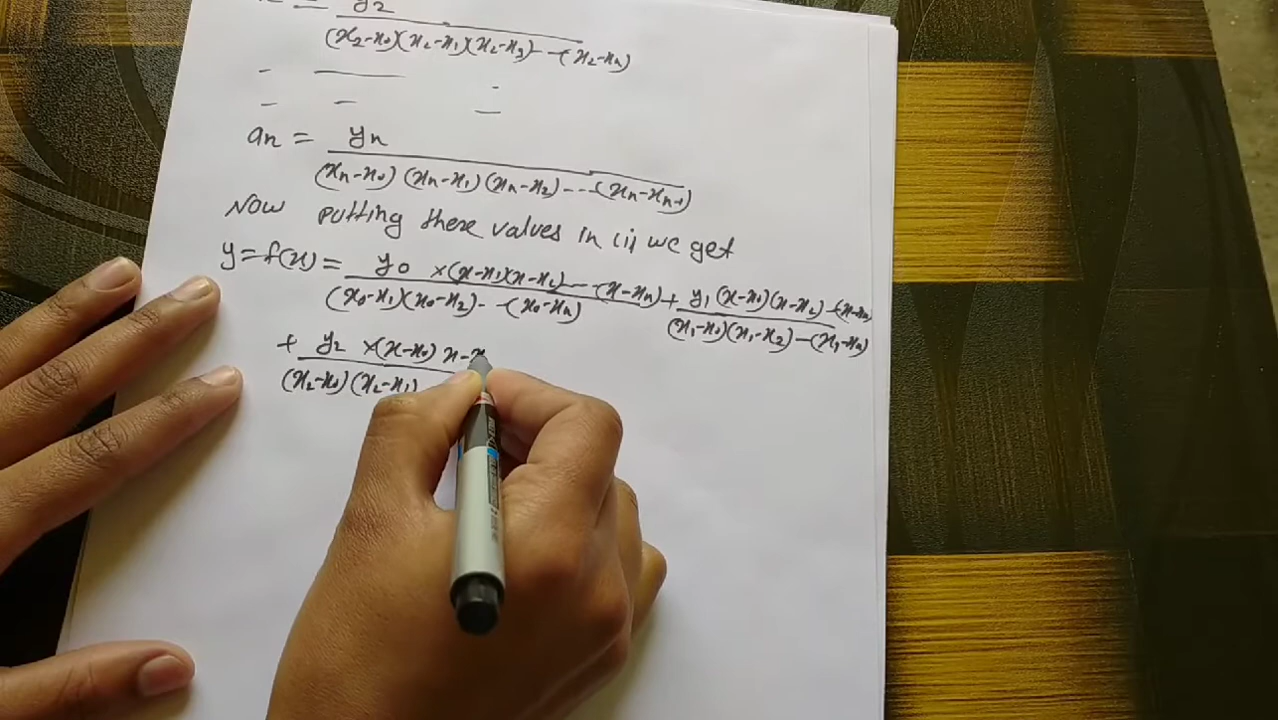 = y2
(x2-x0)(x2-x1)(x2-x3)--(x2-xn)
- —— -
- - -
an = yn
(xn-x0) (xn-x1) (xn-x2)---(xn-xn-1)
Now putting these values in (i) we get
y=f(x)= y0 ×(x-x1)(x-x2)---(x-xn) + y1 (x-x0)(x-x2)-(x-xn)
(x0-x1)(x0-x2)--(x0-xn) (x1-x0)(x1-x2)-(x1-xn)
+ y2 ×(x-x0) x-x
(x2-x0)(x2-x1)